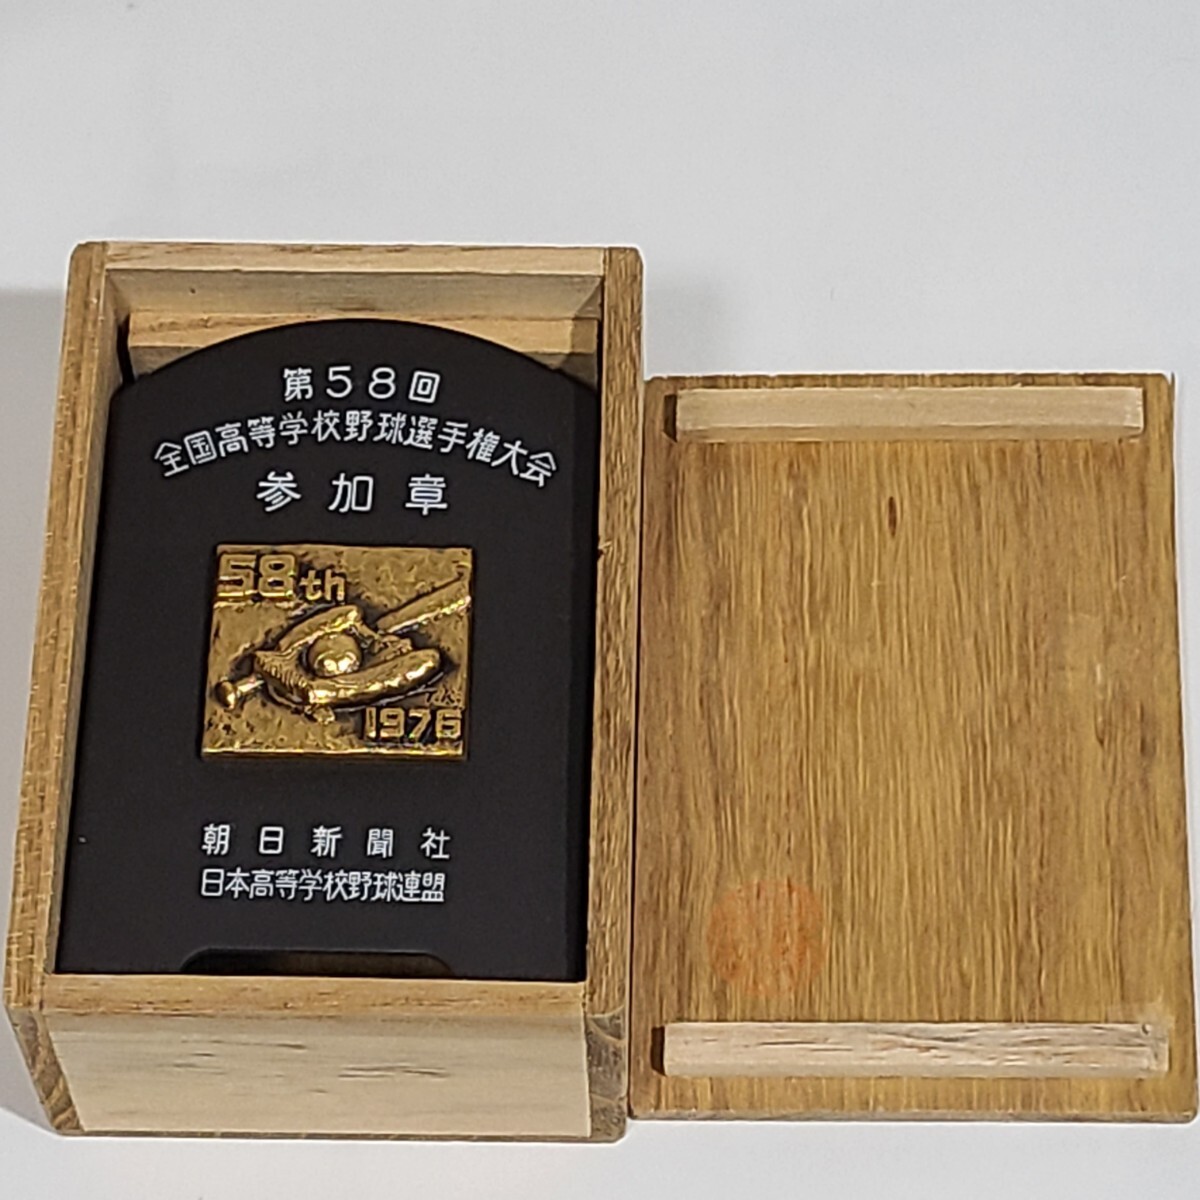 第58回
全国高等学校野球選手権大会
参加章
58th
T.K.
1976
朝日新聞社
日本高等学校野球連盟